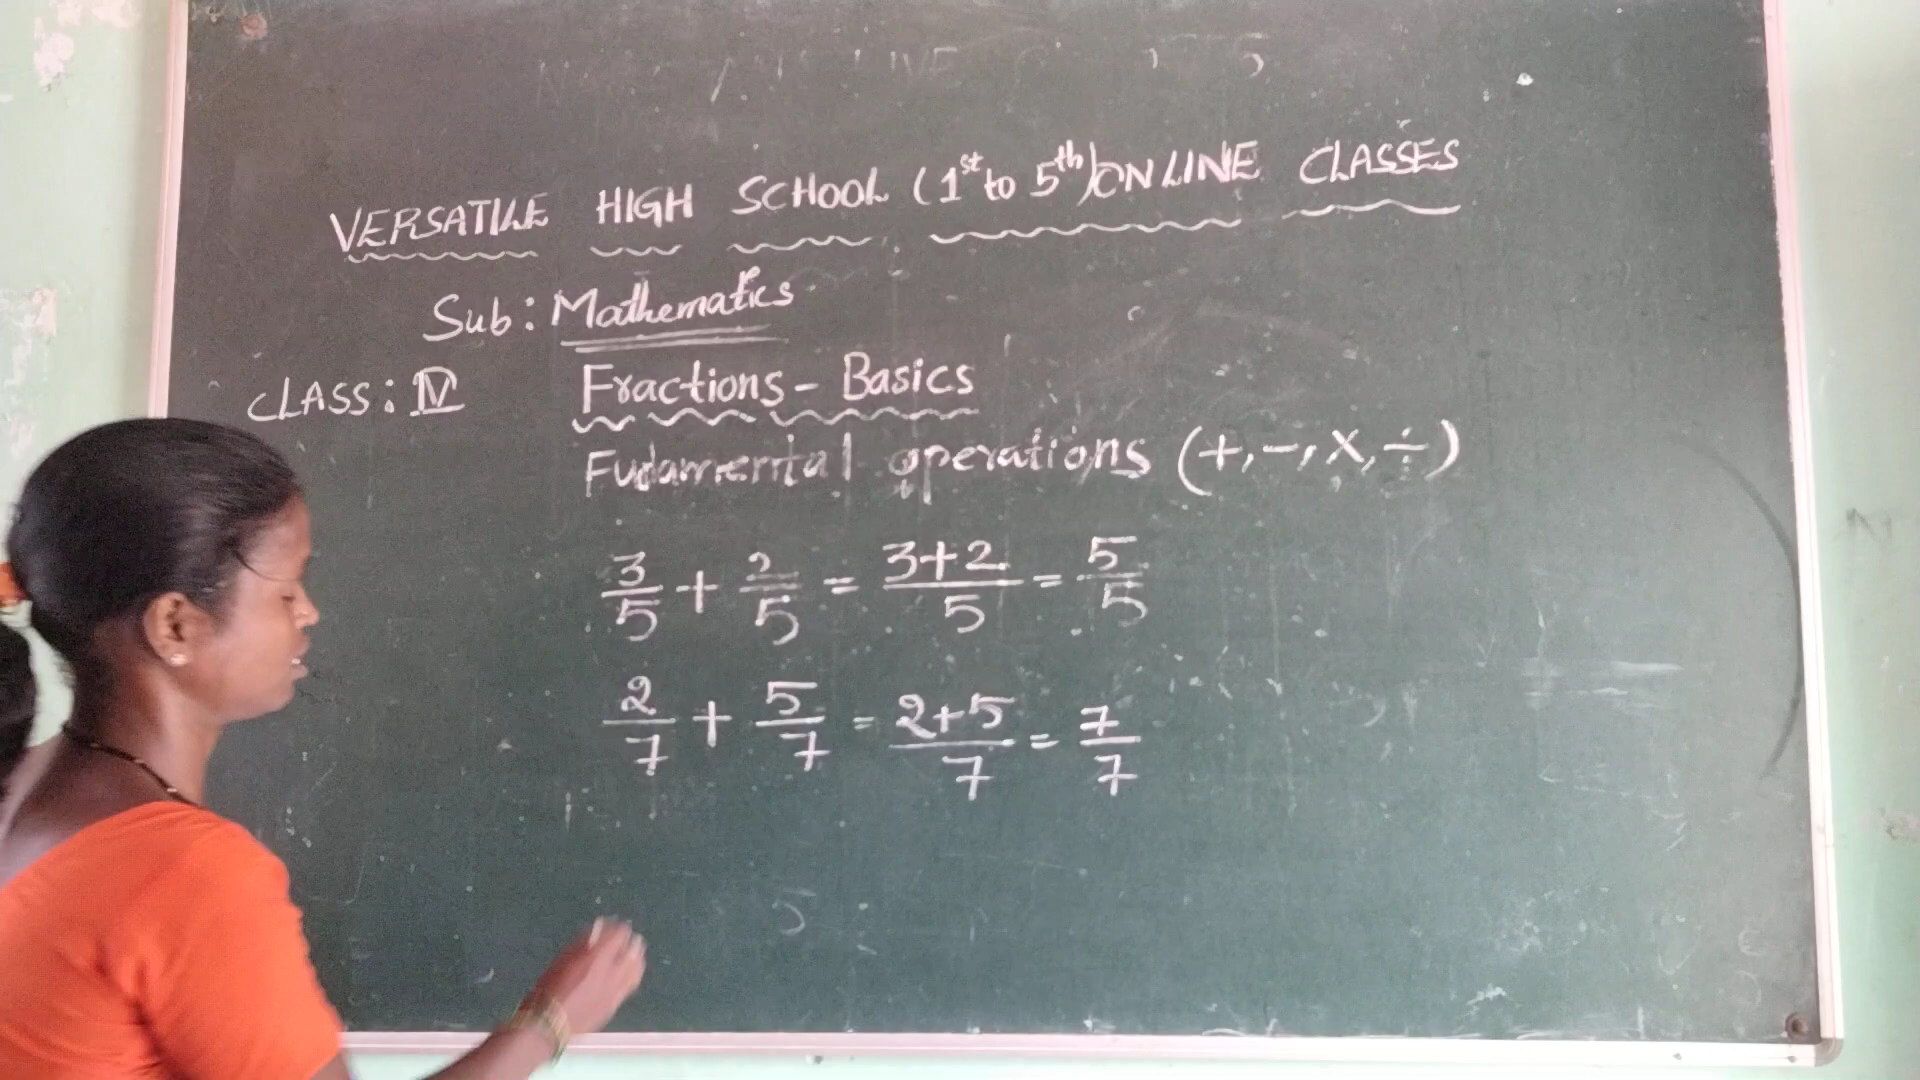 VERSATILE HIGH SCHOOL (1st to 5th) ONLINE CLASSES
Sub: Mathematics
CLASS: IV Fractions - Basics
Fudamental operations (+, -, x, ÷)
3/5 + 2/5 = 3+2/5 = 5/5
2/7 + 5/7 = 2+5/7 = 7/7